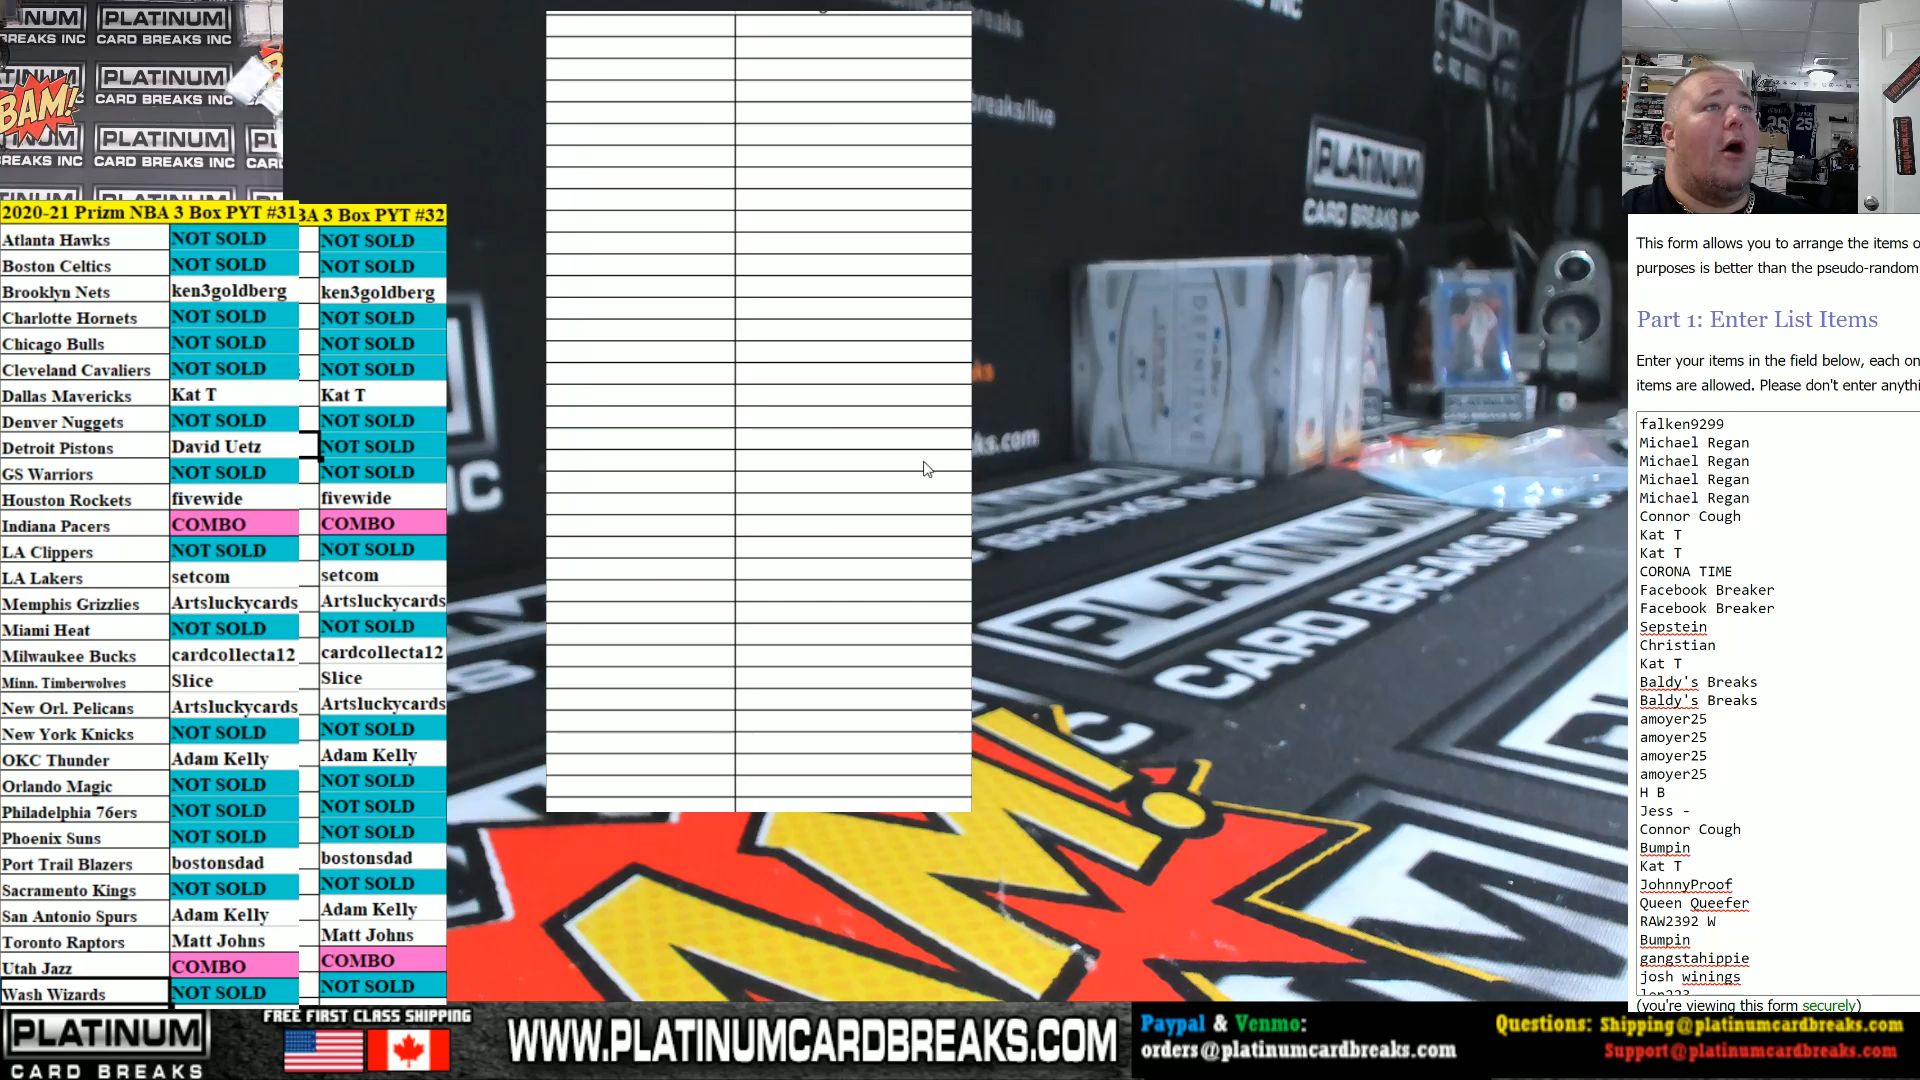 PLATINUM
CARD BREAKS INC
BAM!
2020-21 Prizm NBA 3 Box PYT #31
BA 3 Box PYT #32
Atlanta Hawks NOT SOLD NOT SOLD
Boston Celtics NOT SOLD NOT SOLD
Brooklyn Nets ken3goldberg ken3goldberg
Charlotte Hornets NOT SOLD NOT SOLD
Chicago Bulls NOT SOLD NOT SOLD
Cleveland Cavaliers NOT SOLD NOT SOLD
Dallas Mavericks Kat T Kat T
Denver Nuggets NOT SOLD NOT SOLD
Detroit Pistons David Uetz NOT SOLD
GS Warriors NOT SOLD NOT SOLD
Houston Rockets fivewide fivewide
Indiana Pacers COMBO COMBO
LA Clippers NOT SOLD NOT SOLD
LA Lakers setcom setcom
Memphis Grizzlies Artsluckycards Artsluckycards
Miami Heat NOT SOLD NOT SOLD
Milwaukee Bucks cardcollecta12 cardcollecta12
Minn. Timberwolves Slice Slice
New Orl. Pelicans Artsluckycards Artsluckycards
New York Knicks NOT SOLD NOT SOLD
OKC Thunder Adam Kelly Adam Kelly
Orlando Magic NOT SOLD NOT SOLD
Philadelphia 76ers NOT SOLD NOT SOLD
Phoenix Suns NOT SOLD NOT SOLD
Port Trail Blazers bostonsdad bostonsdad
Sacramento Kings NOT SOLD NOT SOLD
San Antonio Spurs Adam Kelly Adam Kelly
Toronto Raptors Matt Johns Matt Johns
Utah Jazz COMBO COMBO
Wash Wizards NOT SOLD NOT SOLD
breaks/live
PLATINUM
CARD BREAKS INC
DEFINITIVE
PLATINUM
CARD BREAKS INC
This form allows you to arrange the items o
purposes is better than the pseudo-random
Part 1: Enter List Items
Enter your items in the field below, each on
items are allowed. Please don't enter anythi
falken9299
Michael Regan
Michael Regan
Michael Regan
Michael Regan
Connor Cough
Kat T
Kat T
CORONA TIME
Facebook Breaker
Facebook Breaker
Sepstein
Christian
Kat T
Baldy's Breaks
Baldy's Breaks
amoyer25
amoyer25
amoyer25
amoyer25
H B
Jess -
Connor Cough
Bumpin
Kat T
JohnnyProof
Queen Queefer
RAW2392 W
Bumpin
gangstahippie
josh winings
(you're viewing this form securely)
PLATINUM
CARD BREAKS
FREE FIRST CLASS SHIPPING
WWW.PLATINUMCARDBREAKS.COM
Paypal & Venmo:
orders@platinumcardbreaks.com
Questions: Shipping@platinumcardbreaks.com
Support@platinumcardbreaks.com